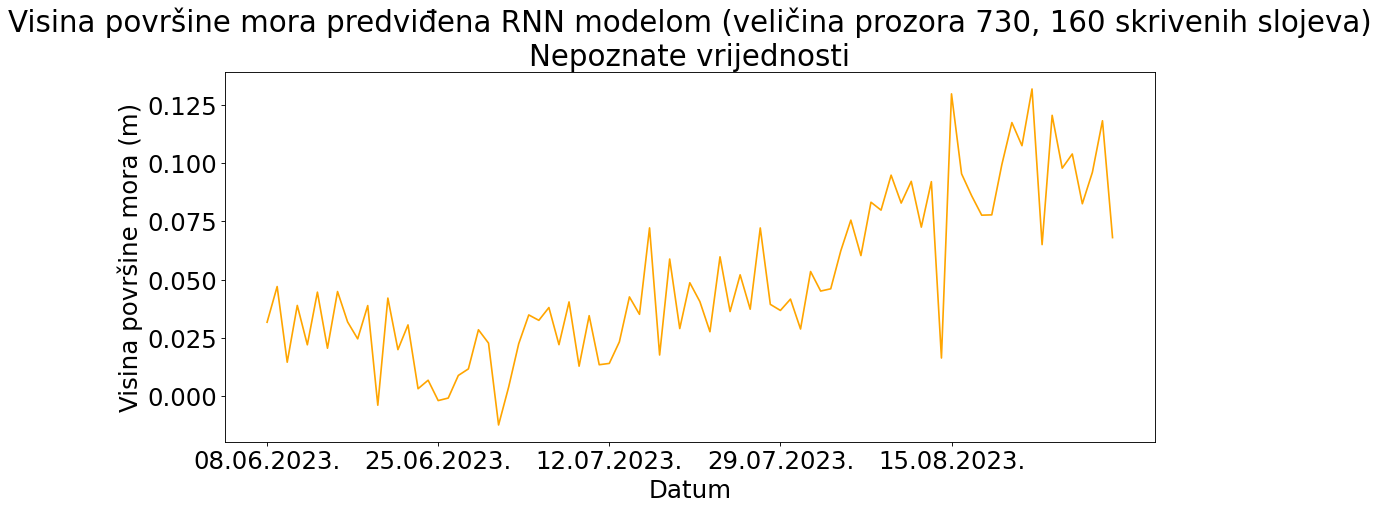 Visina površine mora predviđena RNN modelom (veličina prozora 730, 160 skrivenih slojeva)
Nepoznate vrijednosti
Visina površine mora (m)
0.125
0.100
0.075
0.050
0.025
0.000
08.06.2023. 25.06.2023. 12.07.2023. 29.07.2023. 15.08.2023.
Datum